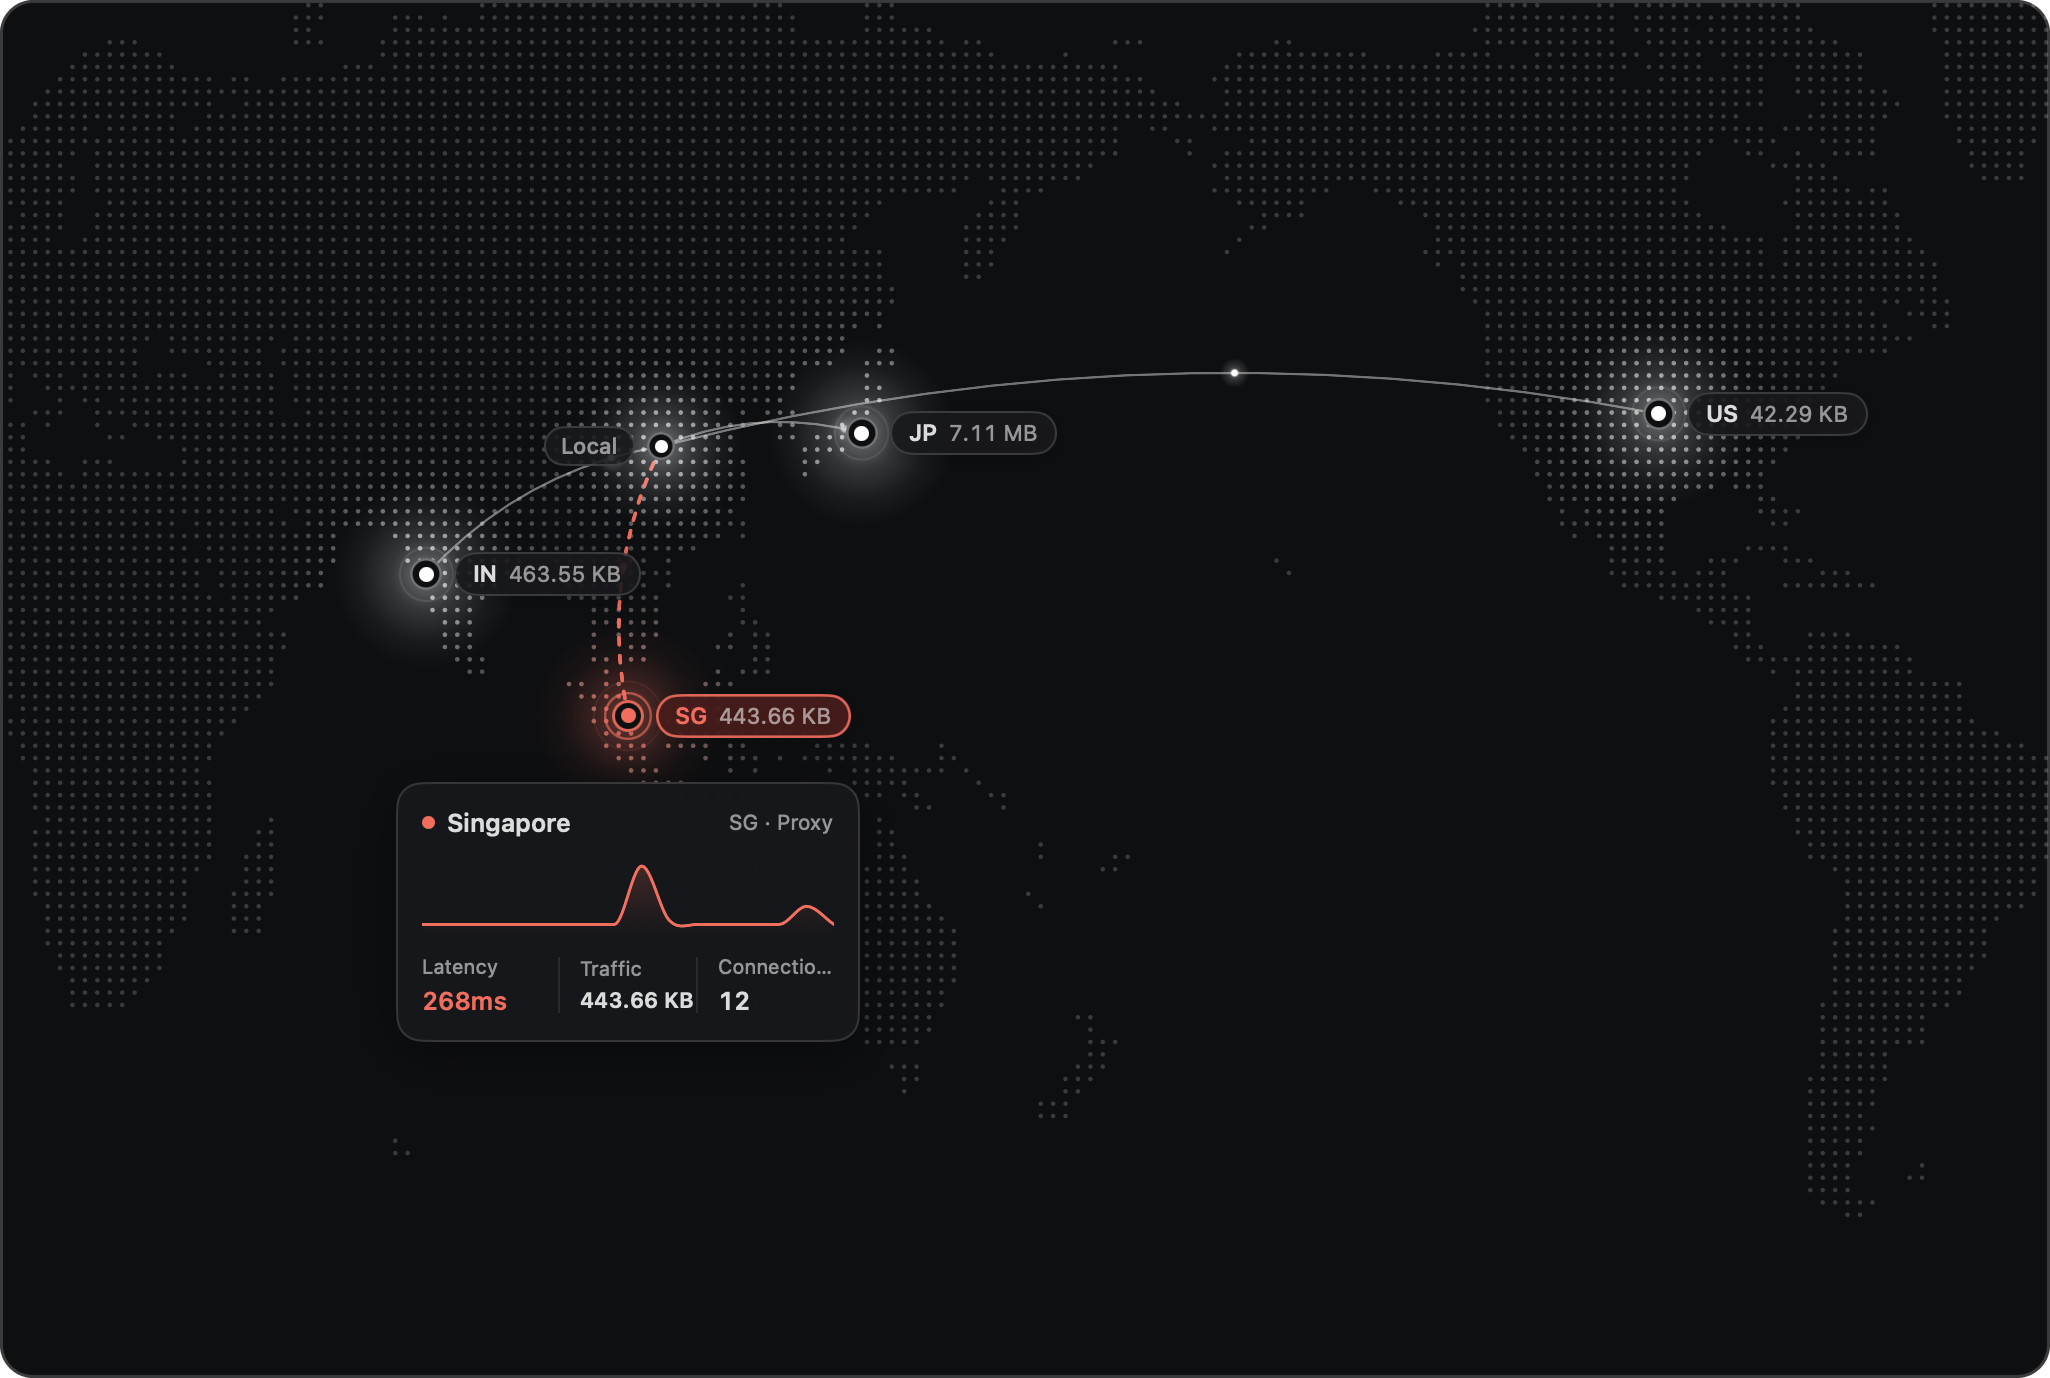 US 42.29 KB
JP 7.11 MB
Local
IN 463.55 KB
SG 443.66 KB
Singapore
SG · Proxy
Latency
268ms
Traffic
443.66 KB
Connectio...
12